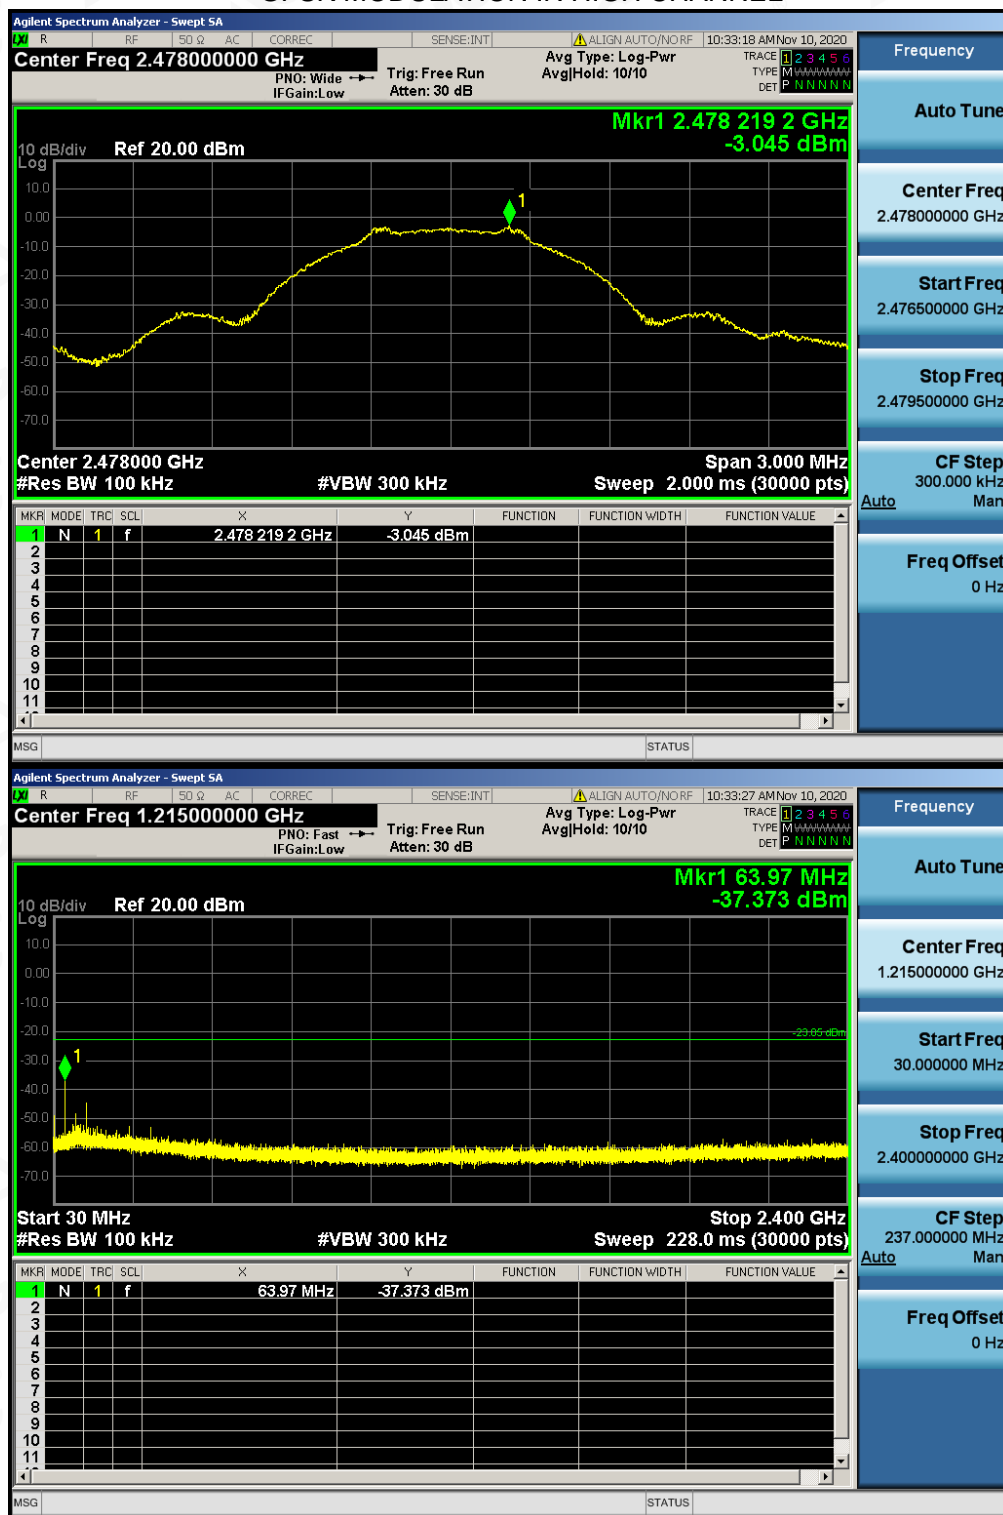 GFSK MODULATION IN HIGH CHANNEL
Agilent Spectrum Analyzer - Swept SA
LXI R RF 50 Ω AC CORREC SENSE:INT ALIGN AUTO/NO RF 10:33:18 AM Nov 10, 2020
Center Freq 2.478000000 GHz
PNO: Wide
IFGain:Low
Trig: Free Run
Atten: 30 dB
Avg Type: Log-Pwr
Avg|Hold: 10/10
TRACE 1 2 3 4 5 6
TYPE M
DET P N N N N N
Mkr1 2.478 219 2 GHz
-3.045 dBm
10 dB/div Ref 20.00 dBm
Log
10.0
0.00
-10.0
-20.0
-30.0
-40.0
-50.0
-60.0
-70.0
1
Center 2.478000 GHz Span 3.000 MHz
#Res BW 100 kHz #VBW 300 kHz Sweep 2.000 ms (30000 pts)
MKR MODE TRC SCL X Y FUNCTION FUNCTION WIDTH FUNCTION VALUE
1 N 1 f 2.478 219 2 GHz -3.045 dBm
2
3
4
5
6
7
8
9
10
11
MSG STATUS
Frequency
Auto Tune
Center Freq
2.478000000 GHz
Start Freq
2.476500000 GHz
Stop Freq
2.479500000 GHz
CF Step
300.000 kHz
Auto Man
Freq Offset
0 Hz
Agilent Spectrum Analyzer - Swept SA
LXI R RF 50 Ω AC CORREC SENSE:INT ALIGN AUTO/NO RF 10:33:27 AM Nov 10, 2020
Center Freq 1.215000000 GHz
PNO: Fast
IFGain:Low
Trig: Free Run
Atten: 30 dB
Avg Type: Log-Pwr
Avg|Hold: 10/10
TRACE 1 2 3 4 5 6
TYPE M
DET P N N N N N
Mkr1 63.97 MHz
-37.373 dBm
10 dB/div Ref 20.00 dBm
Log
10.0
0.00
-10.0
-20.0
-30.0
-40.0
-50.0
-60.0
-70.0
-23.05 dBm
1
Start 30 MHz Stop 2.400 GHz
#Res BW 100 kHz #VBW 300 kHz Sweep 228.0 ms (30000 pts)
MKR MODE TRC SCL X Y FUNCTION FUNCTION WIDTH FUNCTION VALUE
1 N 1 f 63.97 MHz -37.373 dBm
2
3
4
5
6
7
8
9
10
11
MSG STATUS
Frequency
Auto Tune
Center Freq
1.215000000 GHz
Start Freq
30.000000 MHz
Stop Freq
2.400000000 GHz
CF Step
237.000000 MHz
Auto Man
Freq Offset
0 Hz